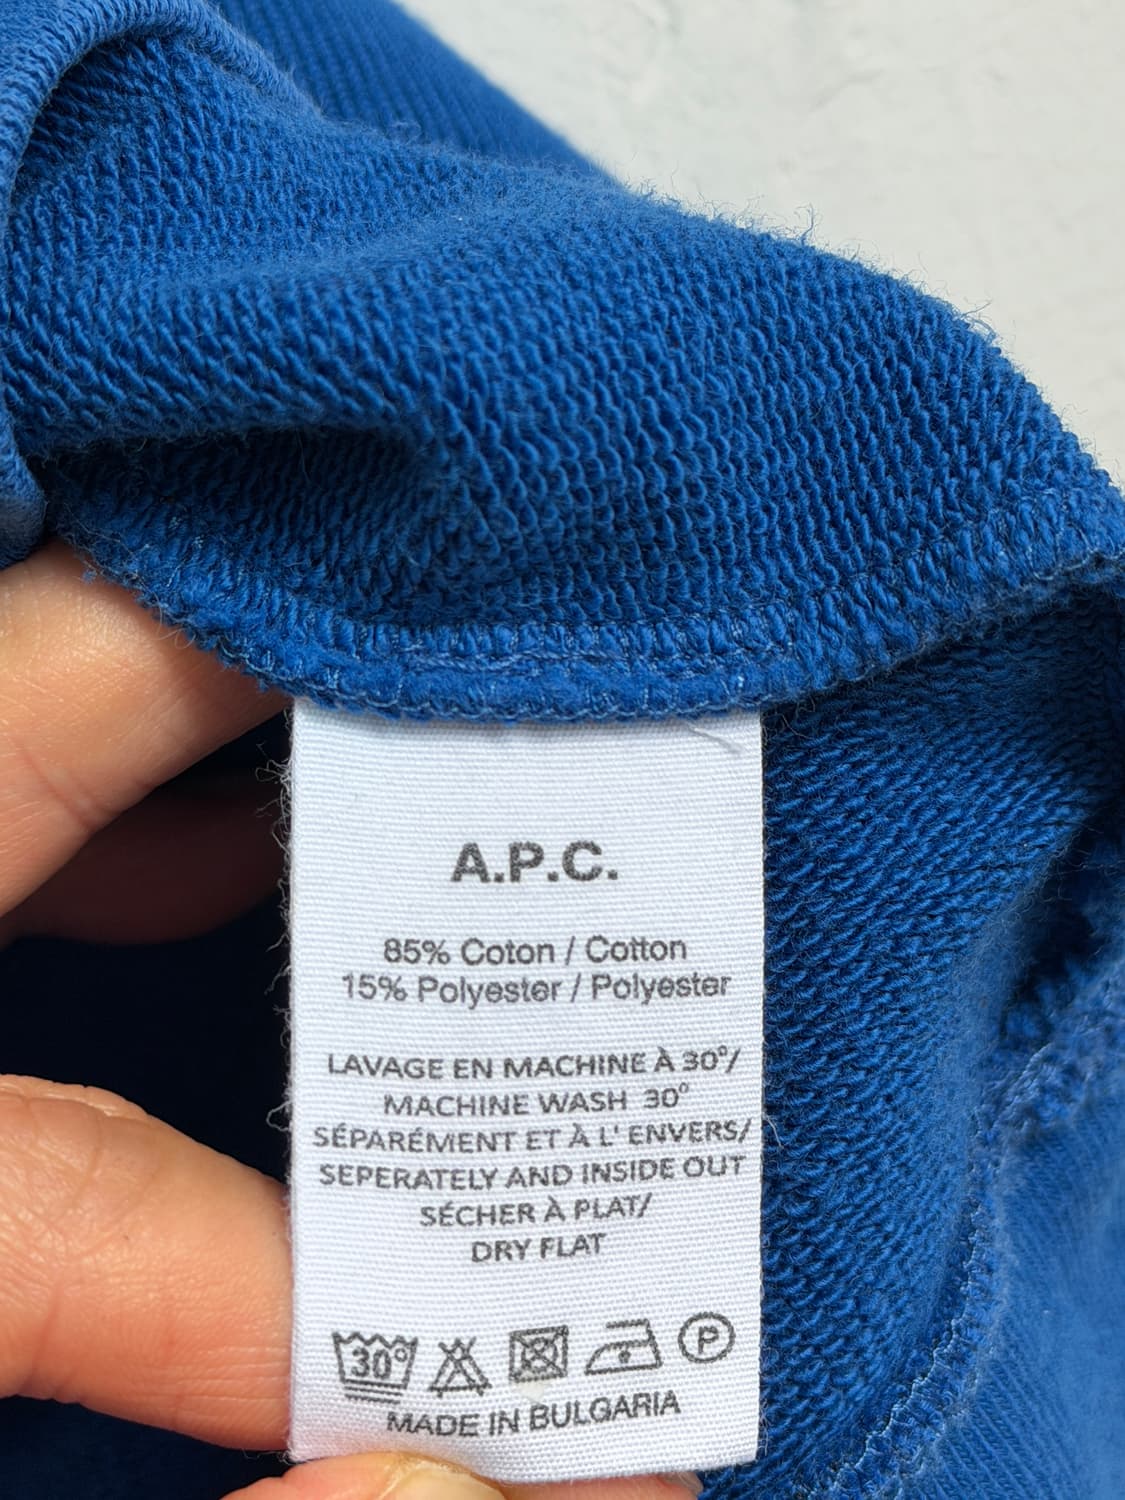 A.P.C.
85% Coton / Cotton
15% Polyester / Polyester
LAVAGE EN MACHINE À 30°/
MACHINE WASH 30°
SÉPARÉMENT ET À L' ENVERS/
SEPERATELY AND INSIDE OUT
SÉCHER À PLAT/
DRY FLAT
30° P
MADE IN BULGARIA